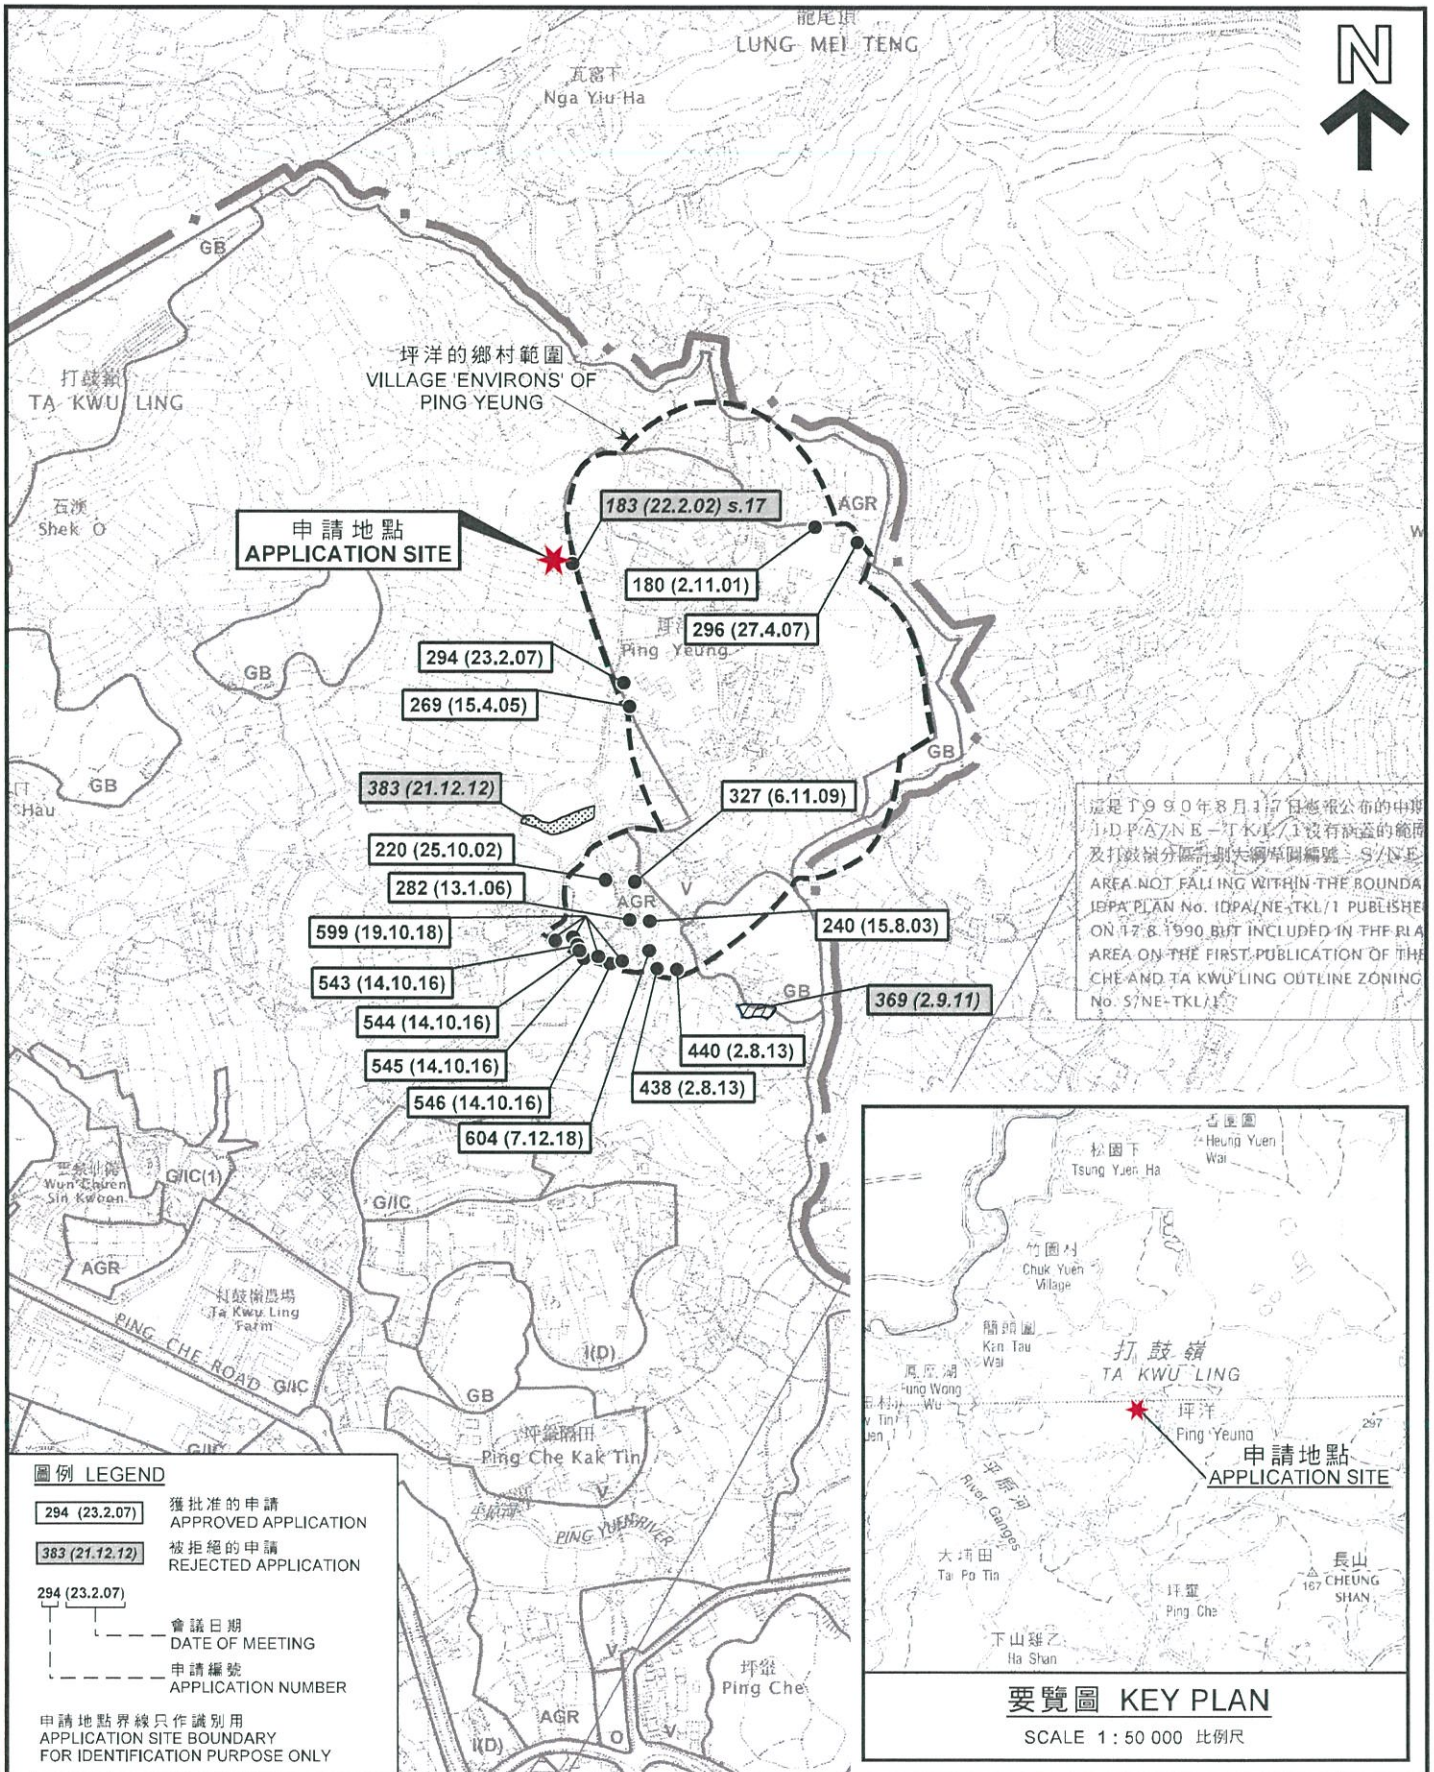 龍尾頂
LUNG MEI TENG
N
瓦窰下
Nga Yiu Ha
GB
坪洋的鄉村範圍
VILLAGE 'ENVIRONS' OF
PING YEUNG
打鼓嶺
TA KWU LING
石澳
Shek O
183 (22.2.02) s.17
AGR
申請地點
APPLICATION SITE
180 (2.11.01)
296 (27.4.07)
Ping Yeung
294 (23.2.07)
GB
269 (15.4.05)
GB
GB
Hau
383 (21.12.12)
327 (6.11.09)
220 (25.10.02)
V
282 (13.1.06)
AGR
240 (15.8.03)
599 (19.10.18)
543 (14.10.16)
GB
369 (2.9.11)
544 (14.10.16)
440 (2.8.13)
545 (14.10.16)
438 (2.8.13)
546 (14.10.16)
604 (7.12.18)
AREA NOT FALLING WITHIN THE BOUNDA
IDPA PLAN No. IDPA/NE-TKL/1 PUBLISHE
ON 17.8.1990 BUT INCLUDED IN THE PLA
AREA ON THE FIRST PUBLICATION OF THE
CHE AND TA KWU LING OUTLINE ZONING
No. S/NE-TKL/1
Wun Chuen
Sin Kwoon
G/IC(1)
G/IC
AGR
打鼓嶺農場
Ta Kwu Ling
Farm
PING CHE ROAD
G/IC
I(D)
GB
坪輋隔田
Ping Che Kak Tin
V
PING YUEN RIVER
G/IC
V
坪輋
Ping Che
AGR
I(D)
O
V
圖例 LEGEND
294 (23.2.07)
獲批准的申請
APPROVED APPLICATION
383 (21.12.12)
被拒絕的申請
REJECTED APPLICATION
294 (23.2.07)
會議日期
DATE OF MEETING
申請編號
APPLICATION NUMBER
申請地點界線只作識別用
APPLICATION SITE BOUNDARY
FOR IDENTIFICATION PURPOSE ONLY
松園下
Tsung Yuen Ha
Heung Yuen
Wai
竹園村
Chuk Yuen
Village
簡頭圍
Kan Tau
Wai
打鼓嶺
TA KWU LING
鳳凰湖
Fung Wong
Wu
坪洋
Ping Yeung
297
申請地點
APPLICATION SITE
平原河
River Ganges
大埔田
Tai Po Tin
坪輋
Ping Che
長山
CHEUNG
SHAN
167
下山雞乙
Ha Shan
要覽圖 KEY PLAN
SCALE 1 : 50 000 比例尺